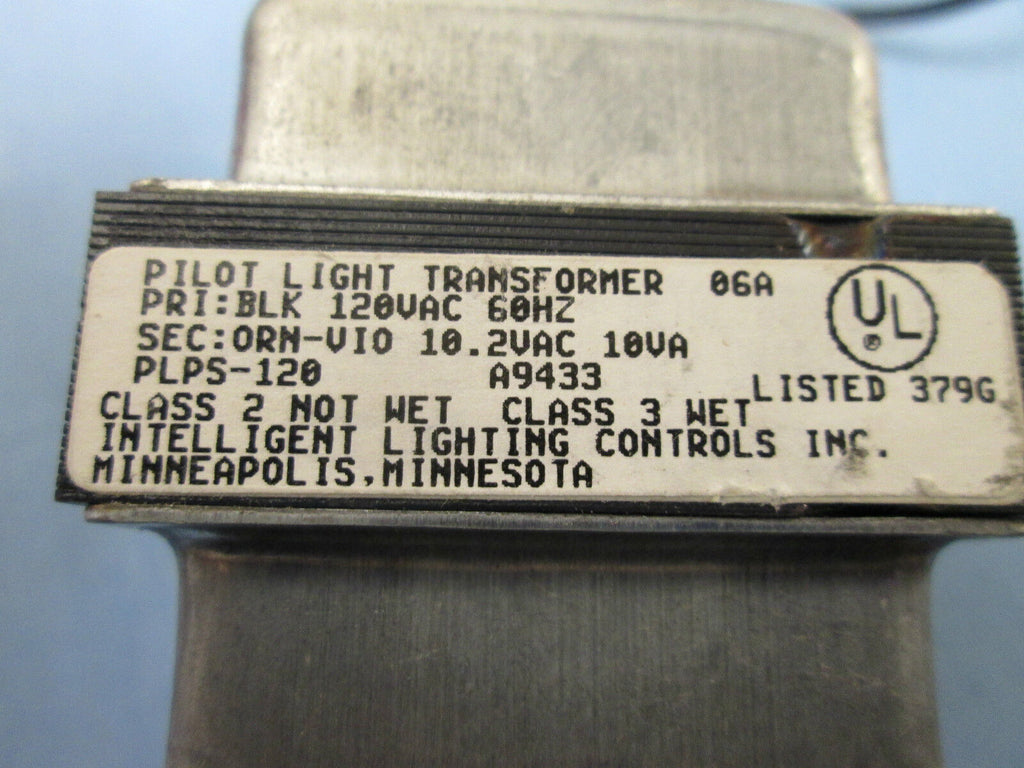 PILOT LIGHT TRANSFORMER 06A
PRI:BLK 120VAC 60HZ
SEC:ORN-VIO 10.2VAC 10VA
UL
®
PLPS-120 A9433
LISTED 379G
CLASS 2 NOT WET CLASS 3 WET
INTELLIGENT LIGHTING CONTROLS INC.
MINNEAPOLIS,MINNESOTA